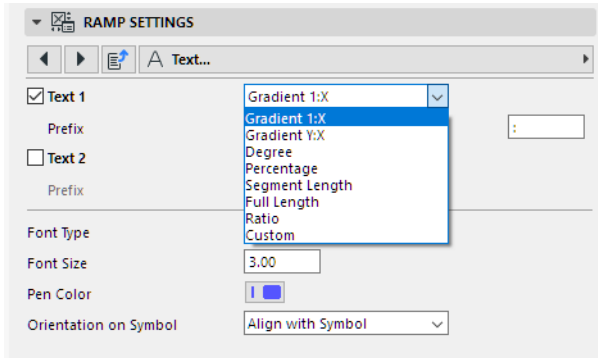 RAMP SETTINGS
A Text...
Text 1 Gradient 1:X
Prefix :
Gradient 1:X
Gradient Y:X
Text 2
Degree
Percentage
Prefix
Segment Length
Full Length
Ratio
Custom
Font Type
Font Size 3.00
Pen Color
Orientation on Symbol Align with Symbol